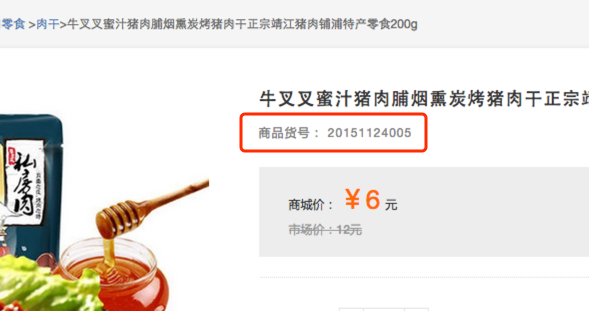 零食 >肉干>牛叉叉蜜汁猪肉脯烟熏炭烤猪肉干正宗靖江猪肉铺浦特产零食200g
牛叉叉蜜汁猪肉脯烟熏炭烤猪肉干正宗
商品货号： 20151124005
私房肉
商城价： ¥6 元
市场价：12元